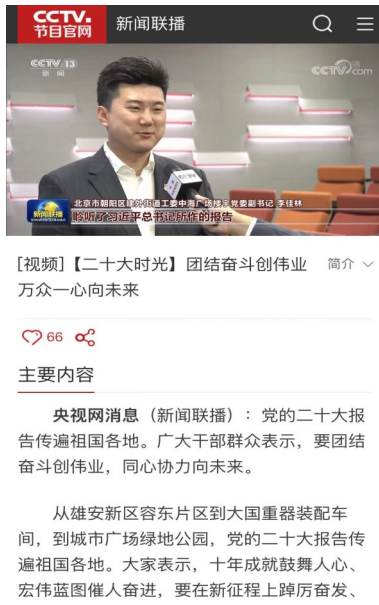 CCTV.
节目官网
新闻联播
CCTV 13
新闻
CCTV.com
北京市朝阳区建外街道工委中海广场楼宇党委副书记 李佳林
新闻联播
聆听了习近平总书记所作的报告
[视频]【二十大时光】团结奋斗创伟业
简介
万众一心向未来
66
主要内容
央视网消息（新闻联播）：党的二十大报
告传遍祖国各地。广大干部群众表示，要团结
奋斗创伟业，同心协力向未来。
从雄安新区容东片区到大国重器装配车
间，到城市广场绿地公园，党的二十大报告传
遍祖国各地。大家表示，十年成就鼓舞人心、
宏伟蓝图催人奋进，要在新征程上踔厉奋发、